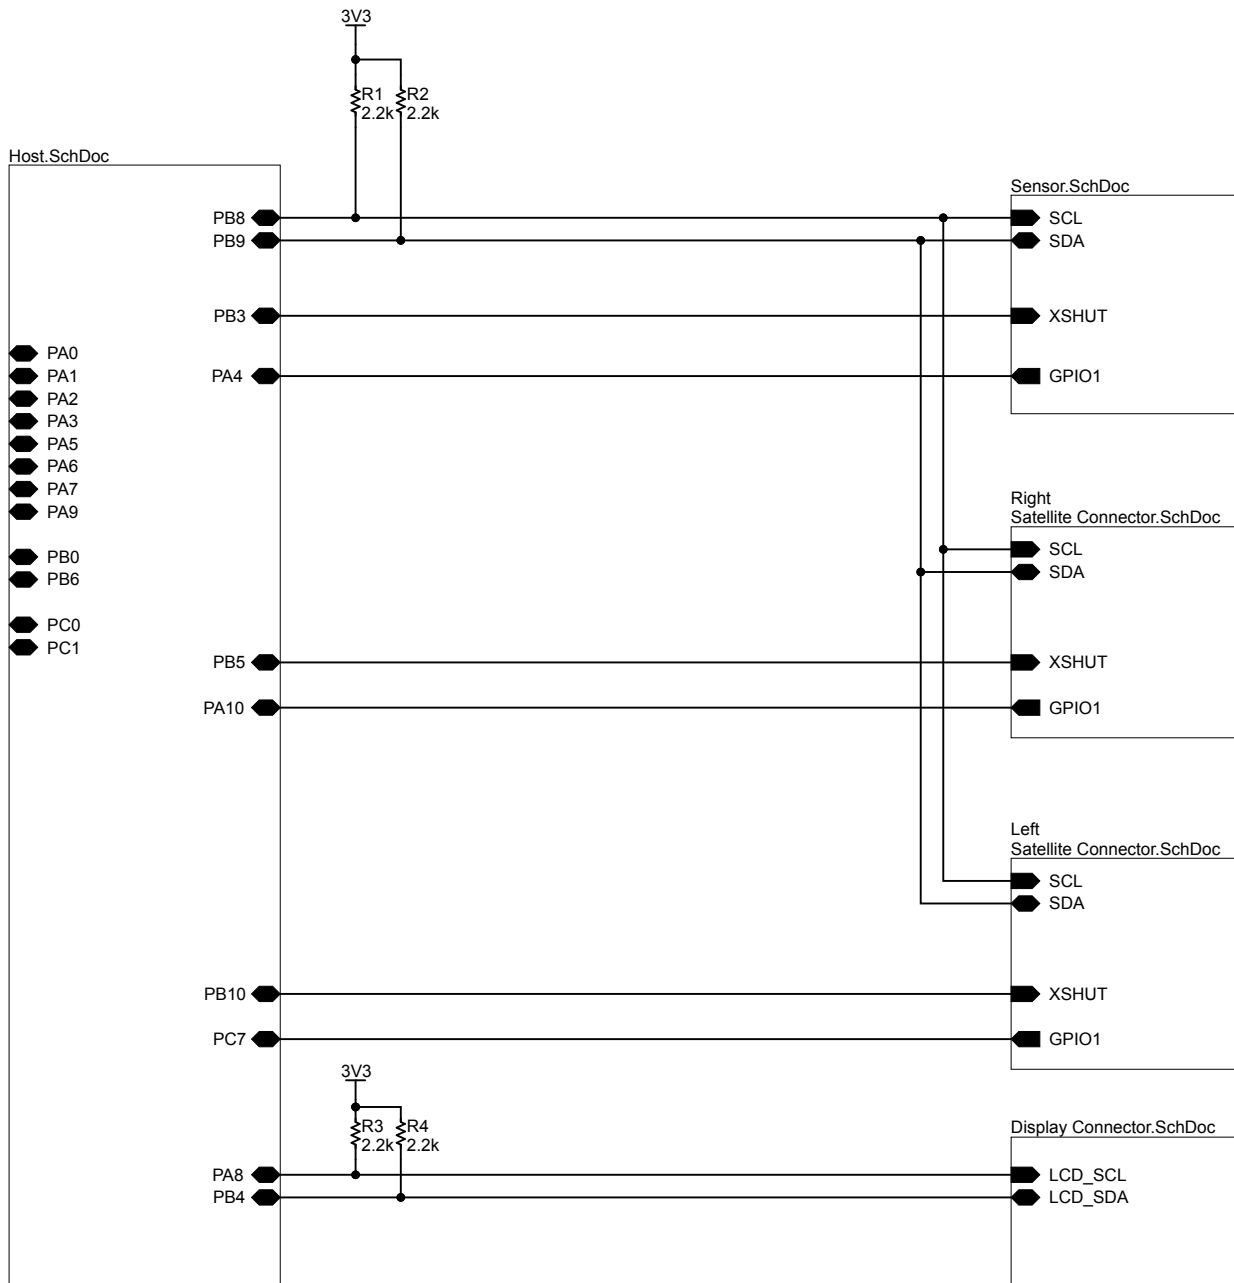 3V3
R1
2.2k
R2
2.2k
Host.SchDoc
PB8
PB9
PB3
PA4
PA0
PA1
PA2
PA3
PA5
PA6
PA7
PA9
PB0
PB6
PC0
PC1
PB5
PA10
PB10
PC7
PA8
PB4
Sensor.SchDoc
SCL
SDA
XSHUT
GPIO1
Right
Satellite Connector.SchDoc
SCL
SDA
XSHUT
GPIO1
Left
Satellite Connector.SchDoc
SCL
SDA
XSHUT
GPIO1
3V3
R3
2.2k
R4
2.2k
Display Connector.SchDoc
LCD_SCL
LCD_SDA